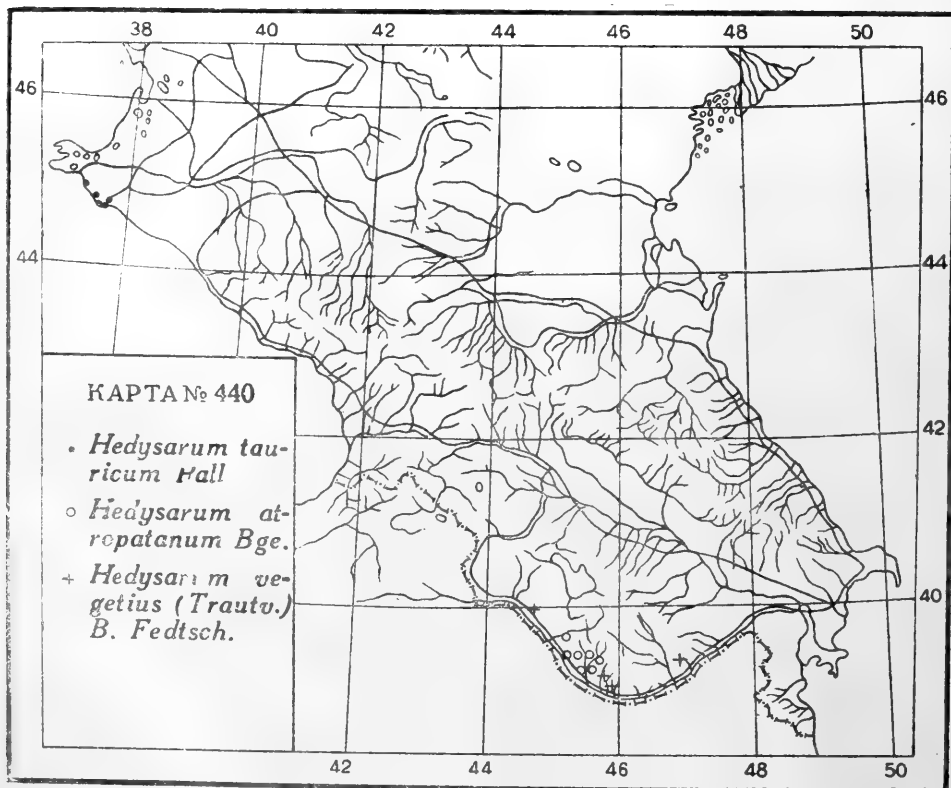 38 40 42 44 46 48 50
46 46
44 44
КАРТА № 440
Hedysarum tau-
ricum Pall
Hedysarum at-
ropatanum Bge.
42
Hedysarum ve-
getius (Trautv.)
B. Fedtsch.
40
42 44 46 48 50